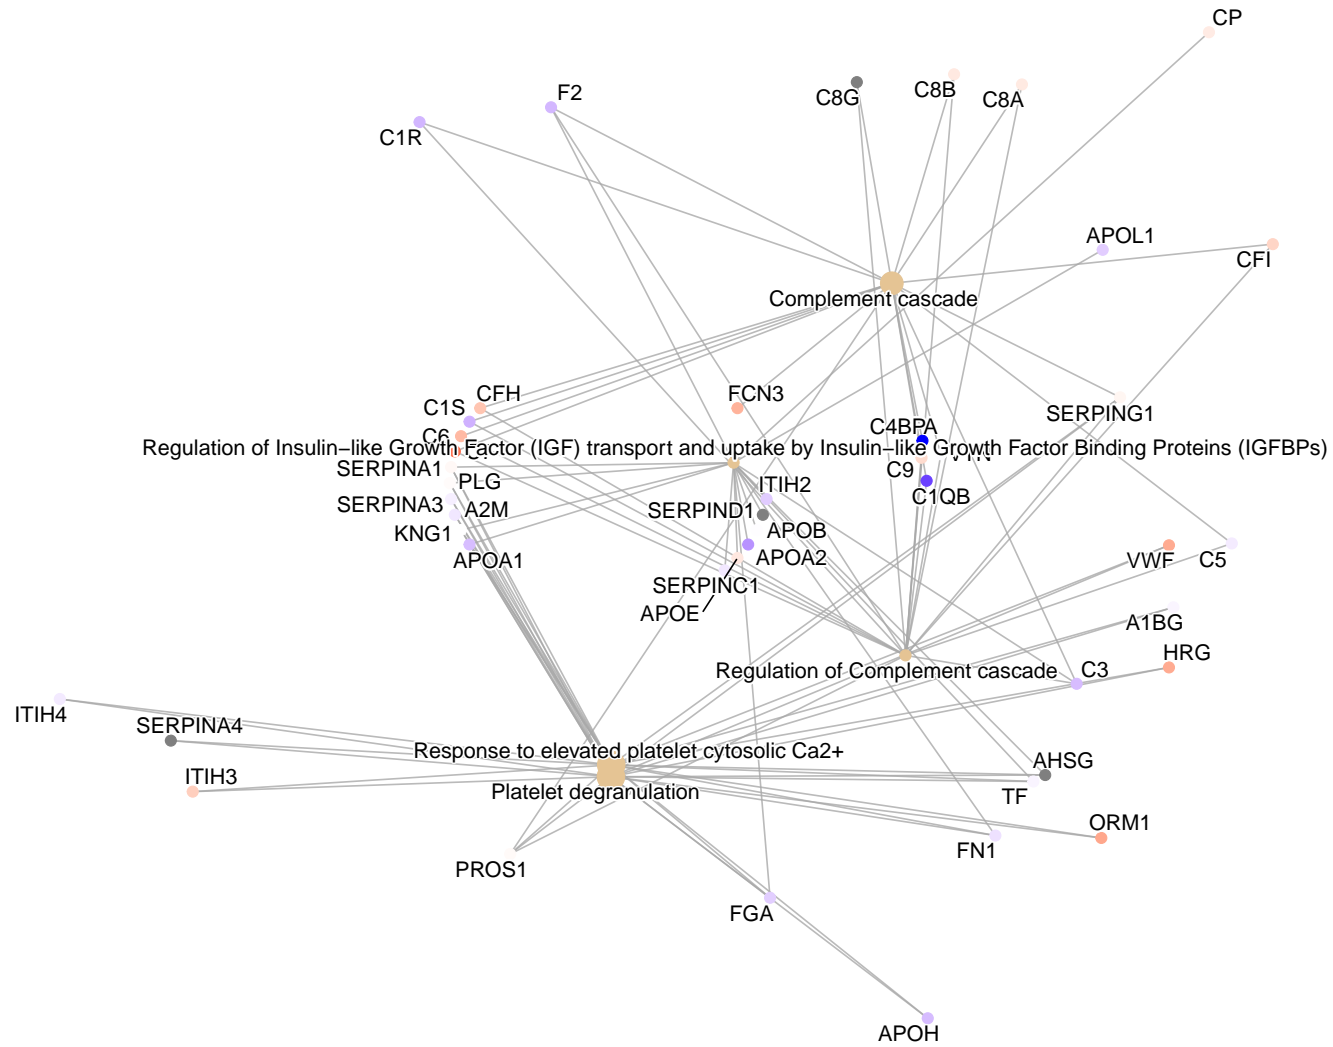 CP
F2
C8G
C8B
C8A
C1R
APOL1
CFI
Complement cascade
CFH
FCN3
C1S
SERPING1
C4BPA
C6
Regulation of Insulin−like Growth Factor (IGF) transport and uptake by Insulin−like Growth Factor Binding Proteins (IGFBPs)
SERPINA1
C9
PLG
ITIH2
C1QB
SERPINA3
A2M
SERPIND1
KNG1
APOB
APOA1
APOA2
VWF
C5
SERPINC1
APOE
A1BG
HRG
Regulation of Complement cascade
C3
ITIH4
SERPINA4
Response to elevated platelet cytosolic Ca2+
AHSG
ITIH3
Platelet degranulation
TF
ORM1
FN1
PROS1
FGA
APOH